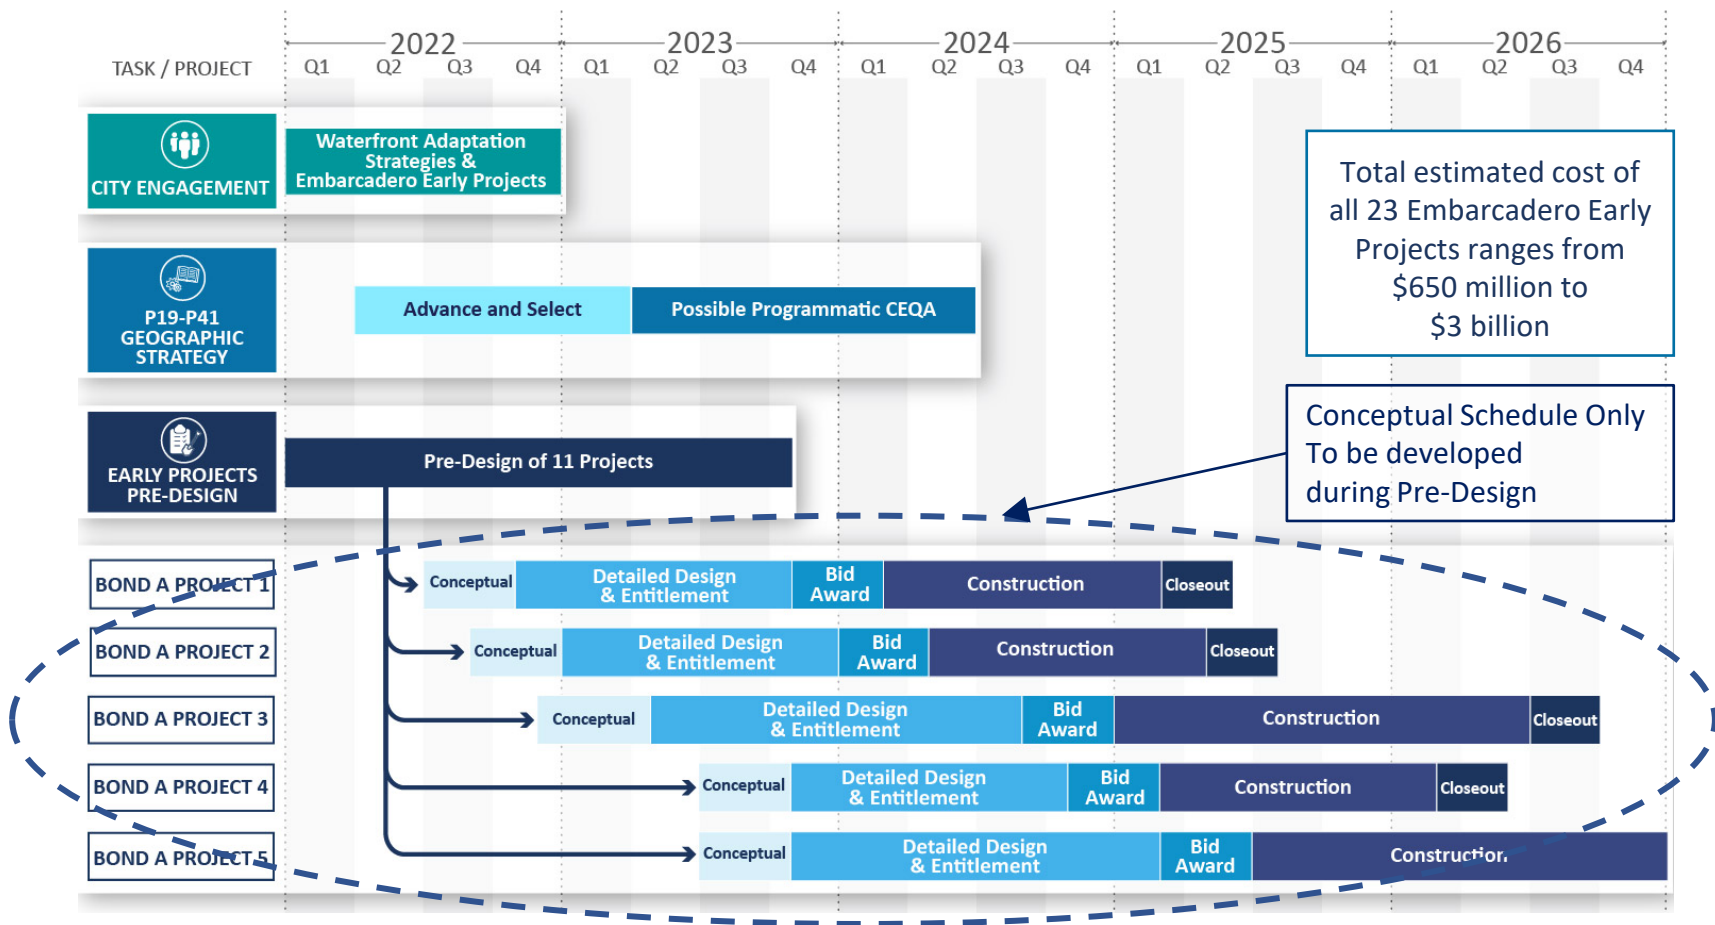 2022 2023 2024 2025 2026
TASK / PROJECT Q1 Q2 Q3 Q4 Q1 Q2 Q3 Q4 Q1 Q2 Q3 Q4 Q1 Q2 Q3 Q4 Q1 Q2 Q3 Q4
CITY ENGAGEMENT
Waterfront Adaptation
Strategies &
Embarcadero Early Projects
Total estimated cost of
all 23 Embarcadero Early
Projects ranges from
$650 million to
$3 billion
P19-P41
GEOGRAPHIC
STRATEGY
Advance and Select
Possible Programmatic CEQA
EARLY PROJECTS
PRE-DESIGN
Pre-Design of 11 Projects
Conceptual Schedule Only
To be developed
during Pre-Design
BOND A PROJECT 1
Conceptual
Detailed Design
& Entitlement
Bid
Award
Construction
Closeout
BOND A PROJECT 2
Conceptual
Detailed Design
& Entitlement
Bid
Award
Construction
Closeout
BOND A PROJECT 3
Conceptual
Detailed Design
& Entitlement
Bid
Award
Construction
Closeout
BOND A PROJECT 4
Conceptual
Detailed Design
& Entitlement
Bid
Award
Construction
Closeout
BOND A PROJECT 5
Conceptual
Detailed Design
& Entitlement
Bid
Award
Construction